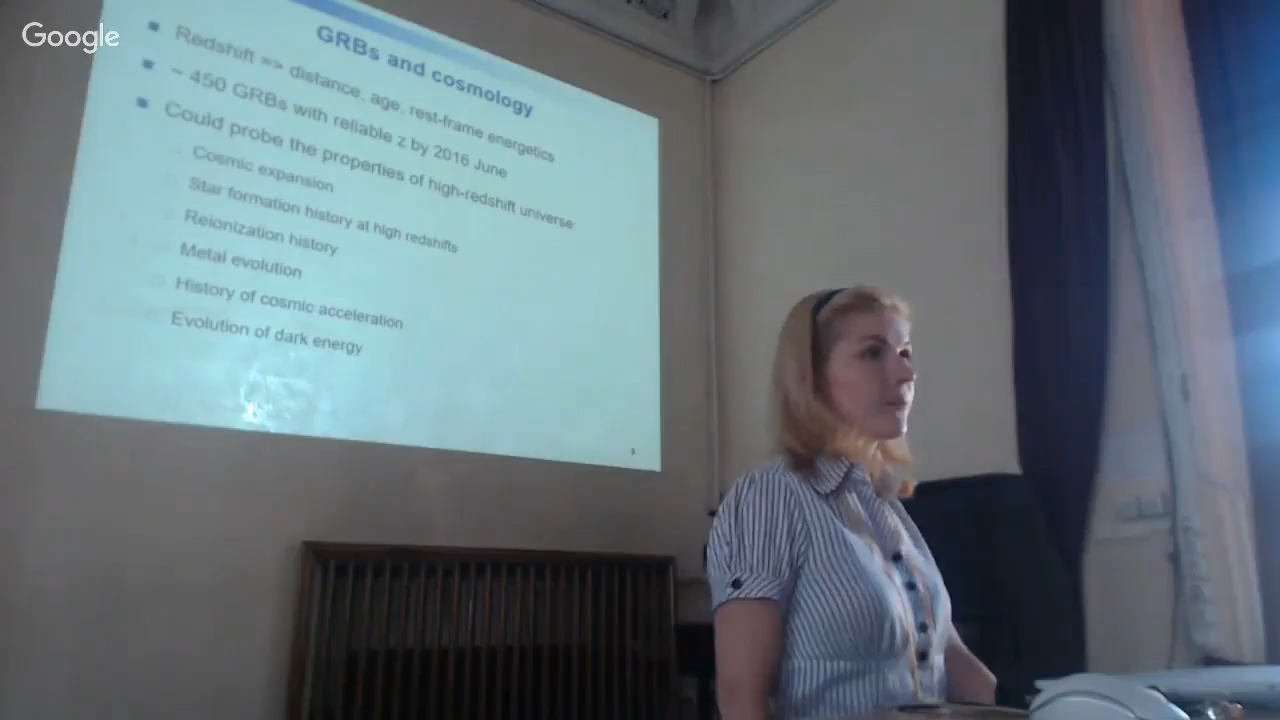 Google
GRBs and cosmology
Redshift => distance, age, rest-frame energetics
~ 450 GRBs with reliable z by 2016 June
Could probe the properties of high-redshift universe:
Cosmic expansion
Star formation history at high redshifts
Reionization history
Metal evolution
History of cosmic acceleration
Evolution of dark energy